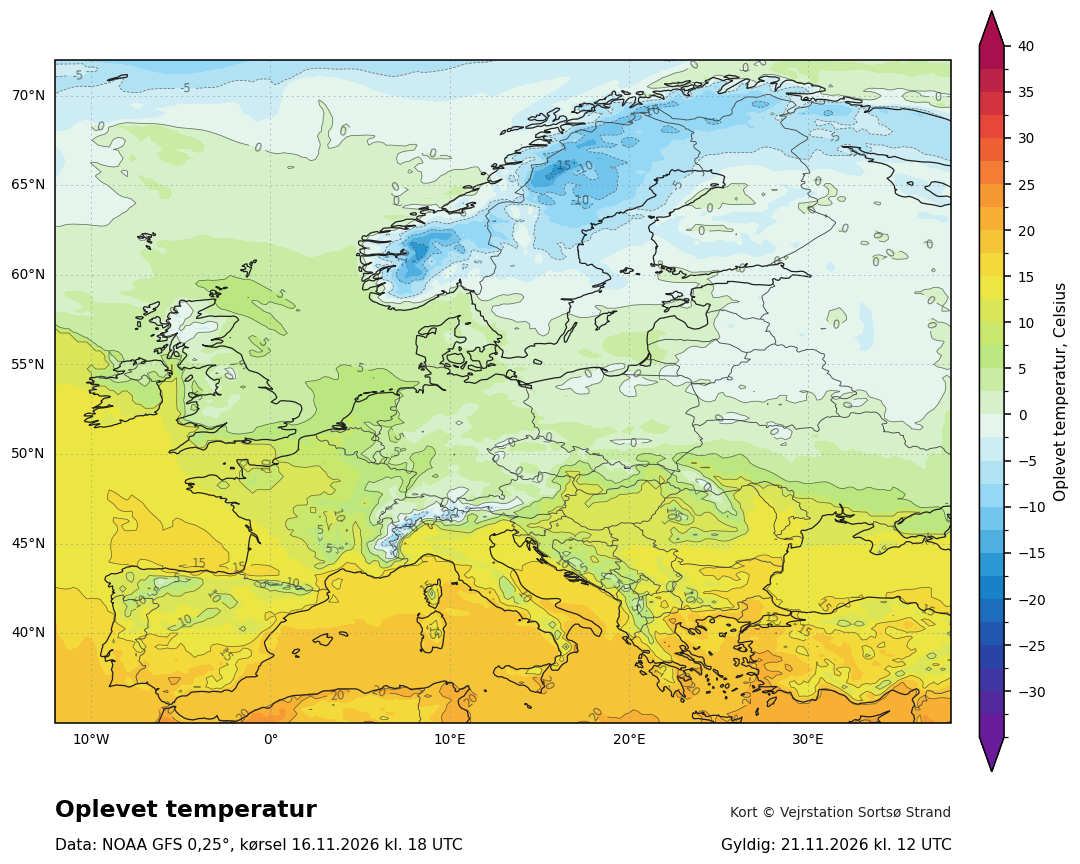 40
35
30
25
20
15
10
5
0
−5
−10
−15
−20
−25
−30
Oplevet temperatur, Celsius
70°N
65°N
60°N
55°N
50°N
45°N
40°N
10°W
0°
10°E
20°E
30°E
Oplevet temperatur
Kort © Vejrstation Sortsø Strand
Data: NOAA GFS 0,25°, kørsel 16.11.2026 kl. 18 UTC
Gyldig: 21.11.2026 kl. 12 UTC